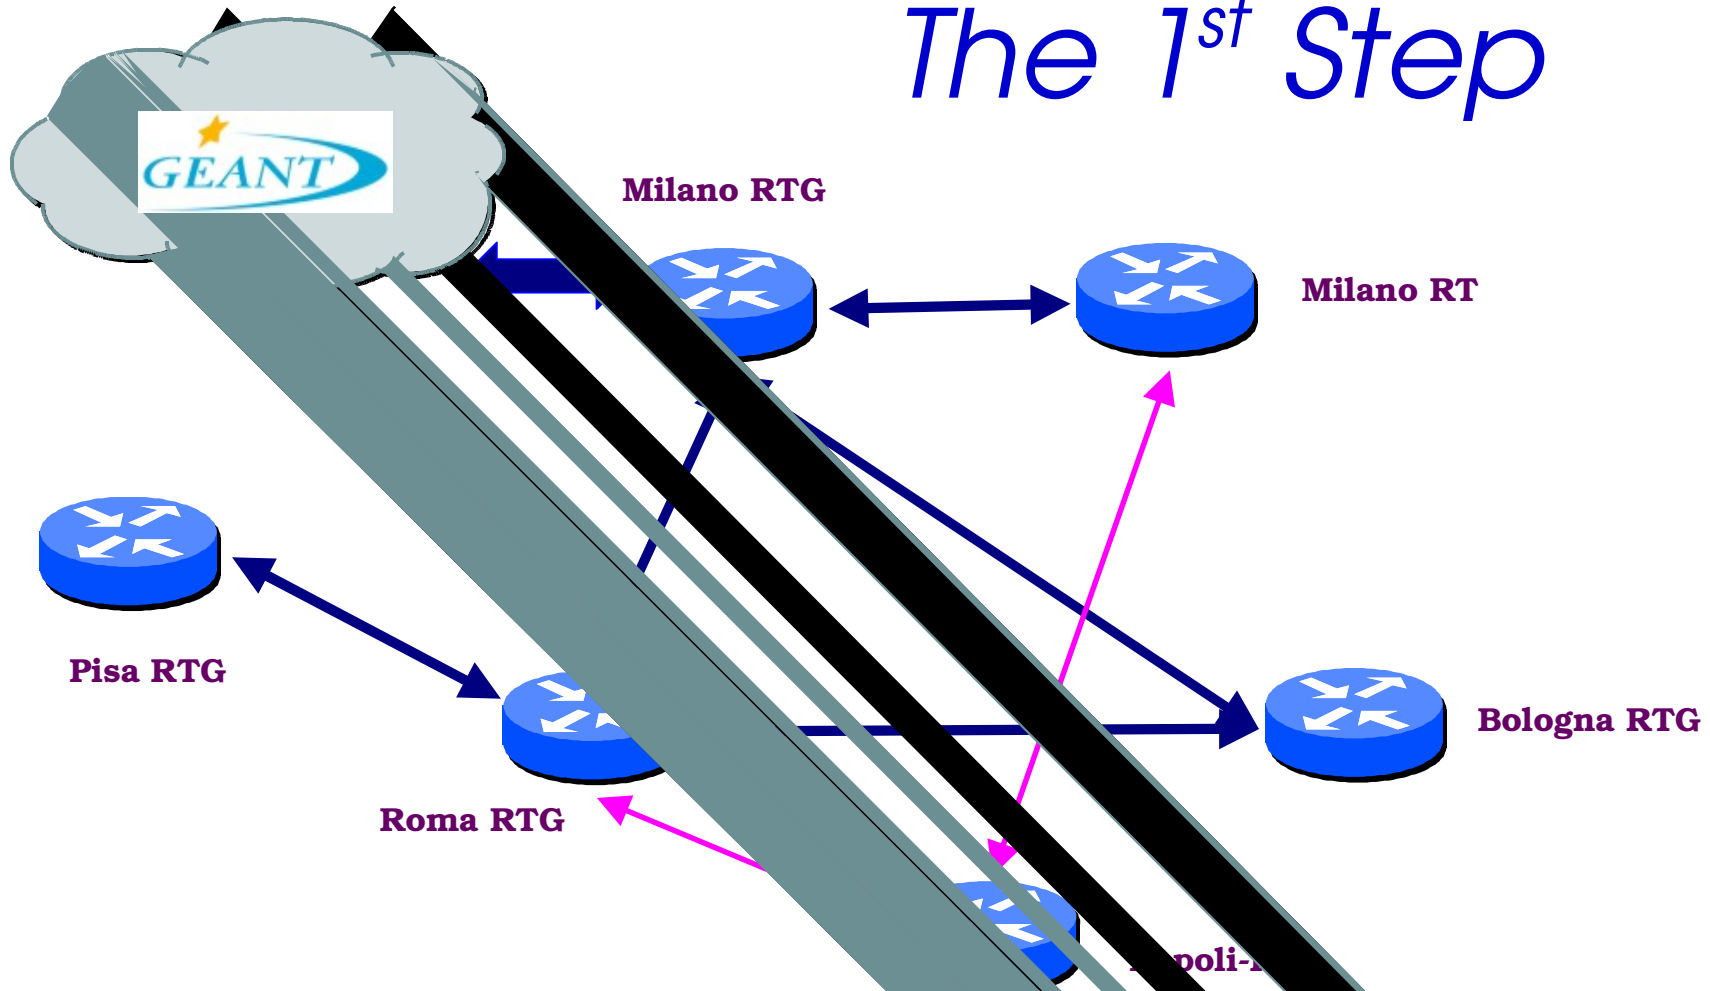 The 1st Step
GEANT
Milano RTG
Milano RT
Pisa RTG
Bologna RTG
Roma RTG